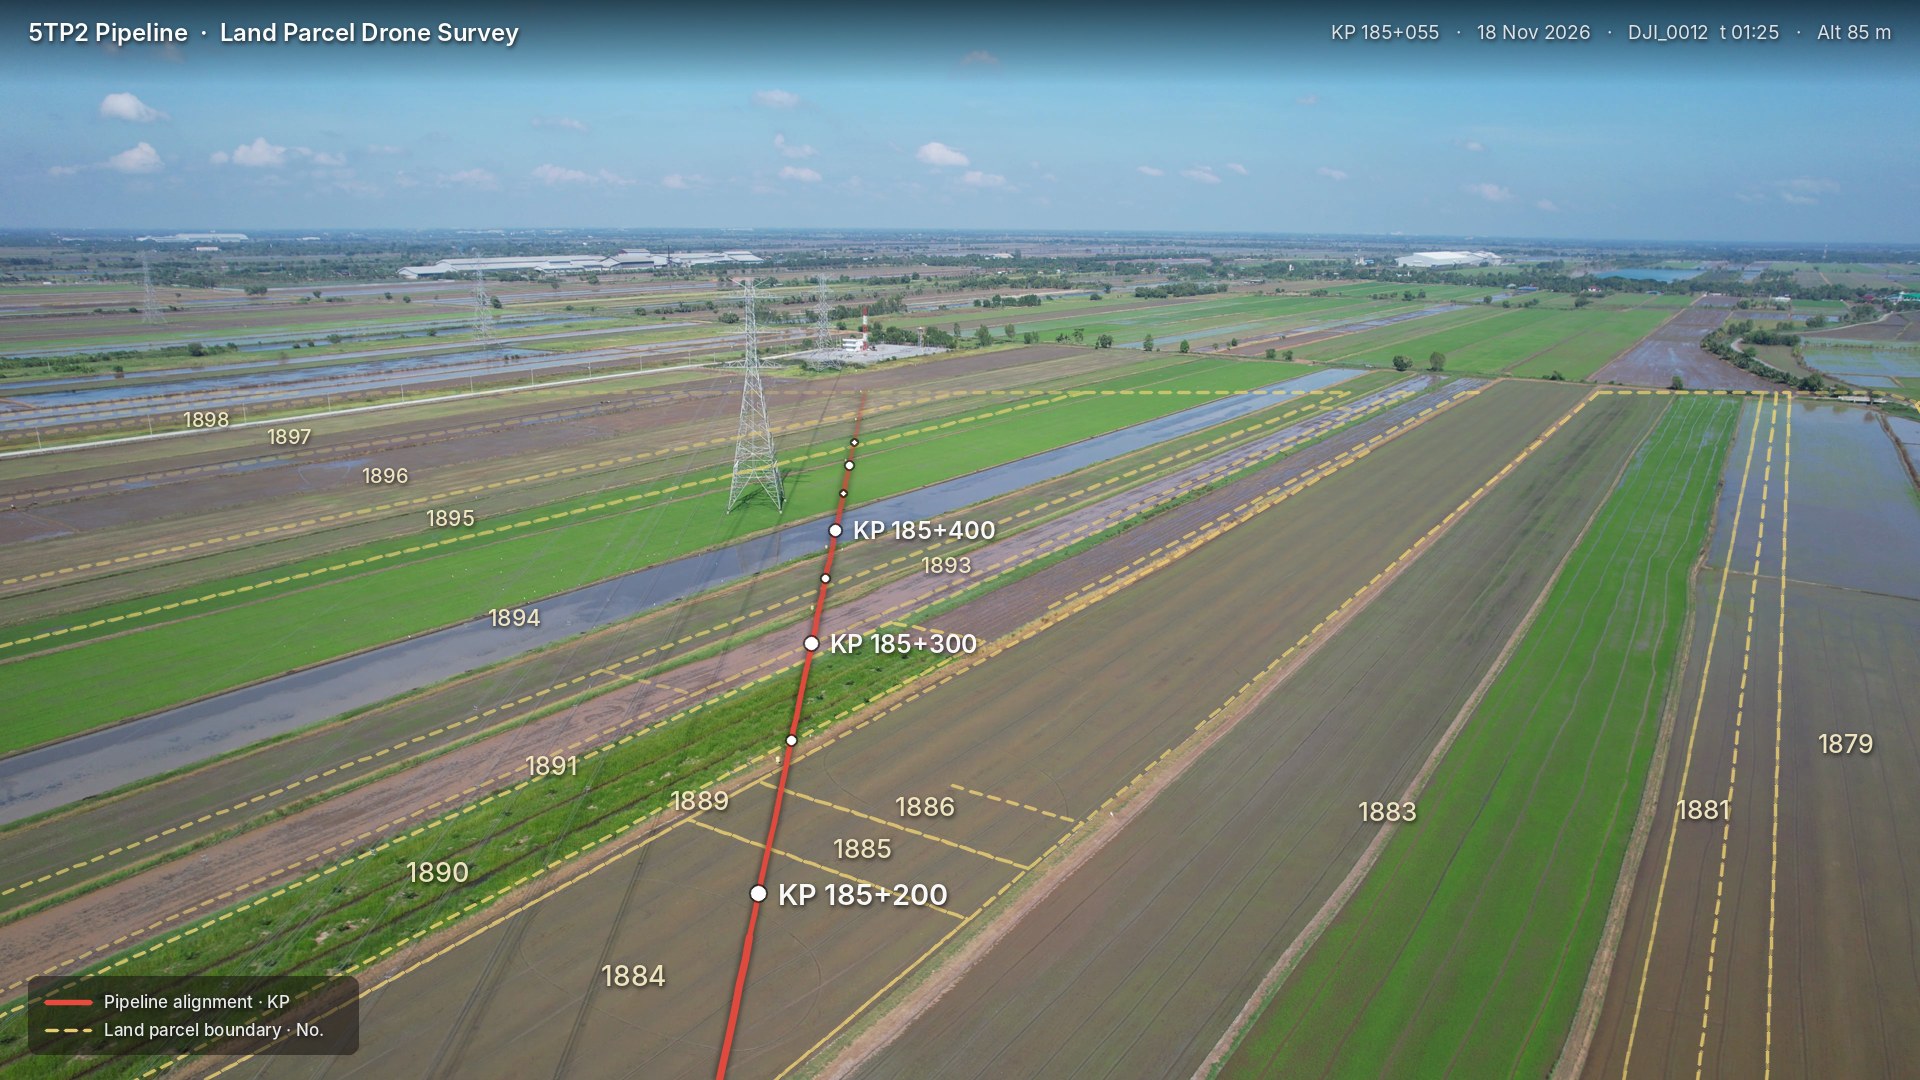 5TP2 Pipeline · Land Parcel Drone Survey
KP 185+055 · 18 Nov 2026 · DJI_0012 t 01:25 · Alt 85 m
1898
1897
1896
1895
KP 185+400
1893
1894
KP 185+300
1879
1891
1889
1886
1883
1881
1885
1890
KP 185+200
1884
Pipeline alignment · KP
Land parcel boundary · No.